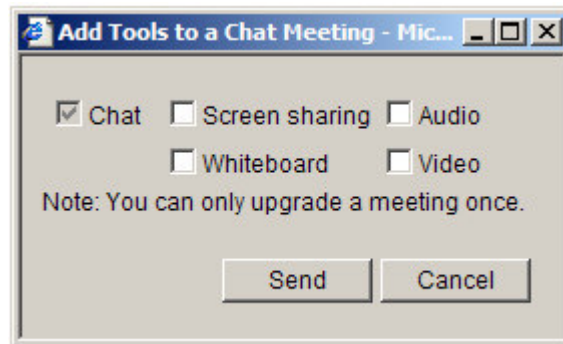 Add Tools to a Chat Meeting - Mic...
Chat Screen sharing Audio
Whiteboard Video
Note: You can only upgrade a meeting once.
Send Cancel